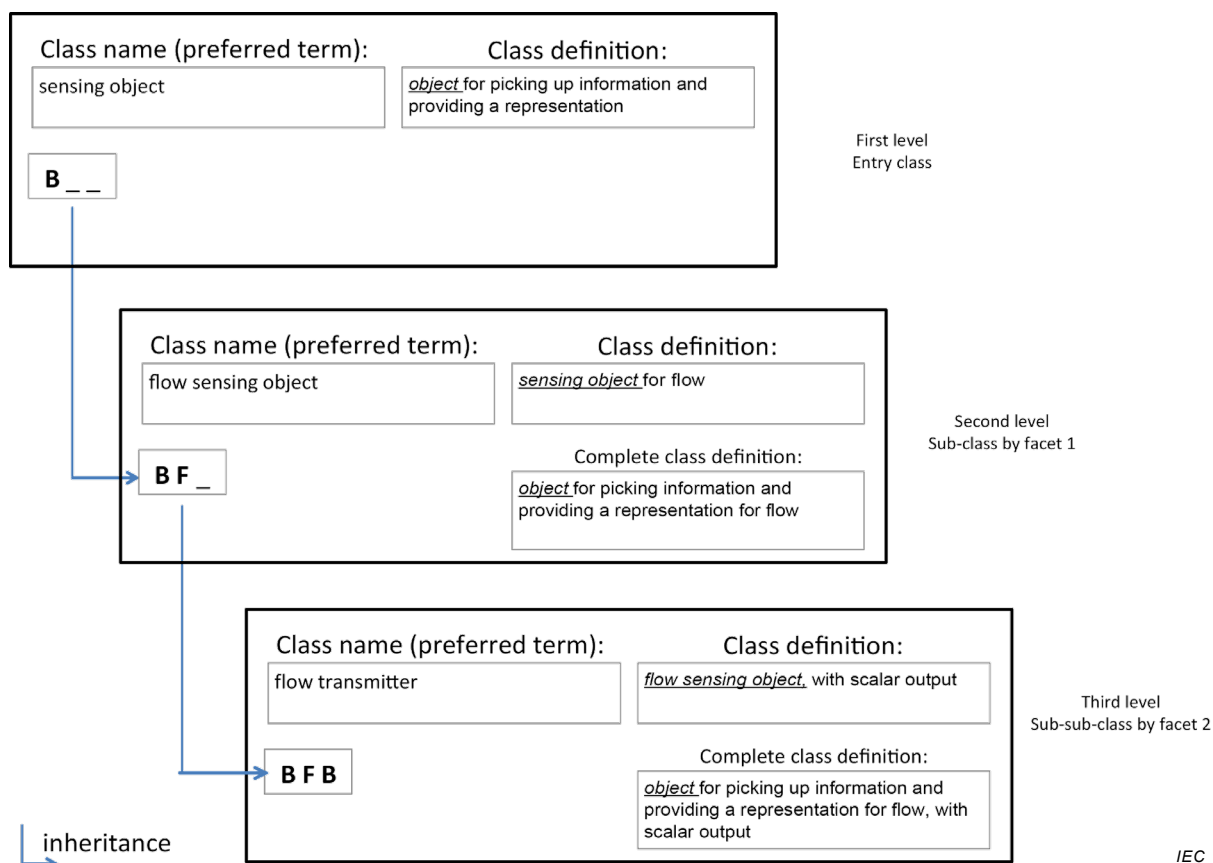 Class name (preferred term):
Class definition:
sensing object
object for picking up information and
providing a representation
B _ _
First level
Entry class
Class name (preferred term):
Class definition:
flow sensing object
sensing object for flow
Second level
Sub-class by facet 1
B F _
Complete class definition:
object for picking information and
providing a representation for flow
Class name (preferred term):
Class definition:
flow transmitter
flow sensing object, with scalar output
Third level
Sub-sub-class by facet 2
B F B
Complete class definition:
object for picking up information and
providing a representation for flow, with
scalar output
inheritance
IEC